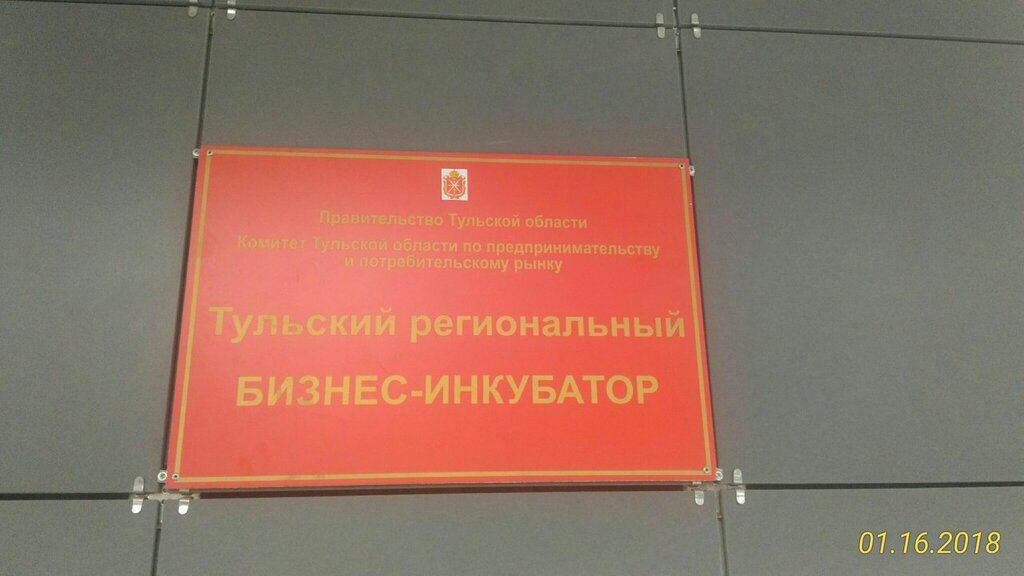 Правительство Тульской области
Комитет Тульской области по предпринимательству
и потребительскому рынку
Тульский региональный
БИЗНЕС-ИНКУБАТОР
01.16.2018